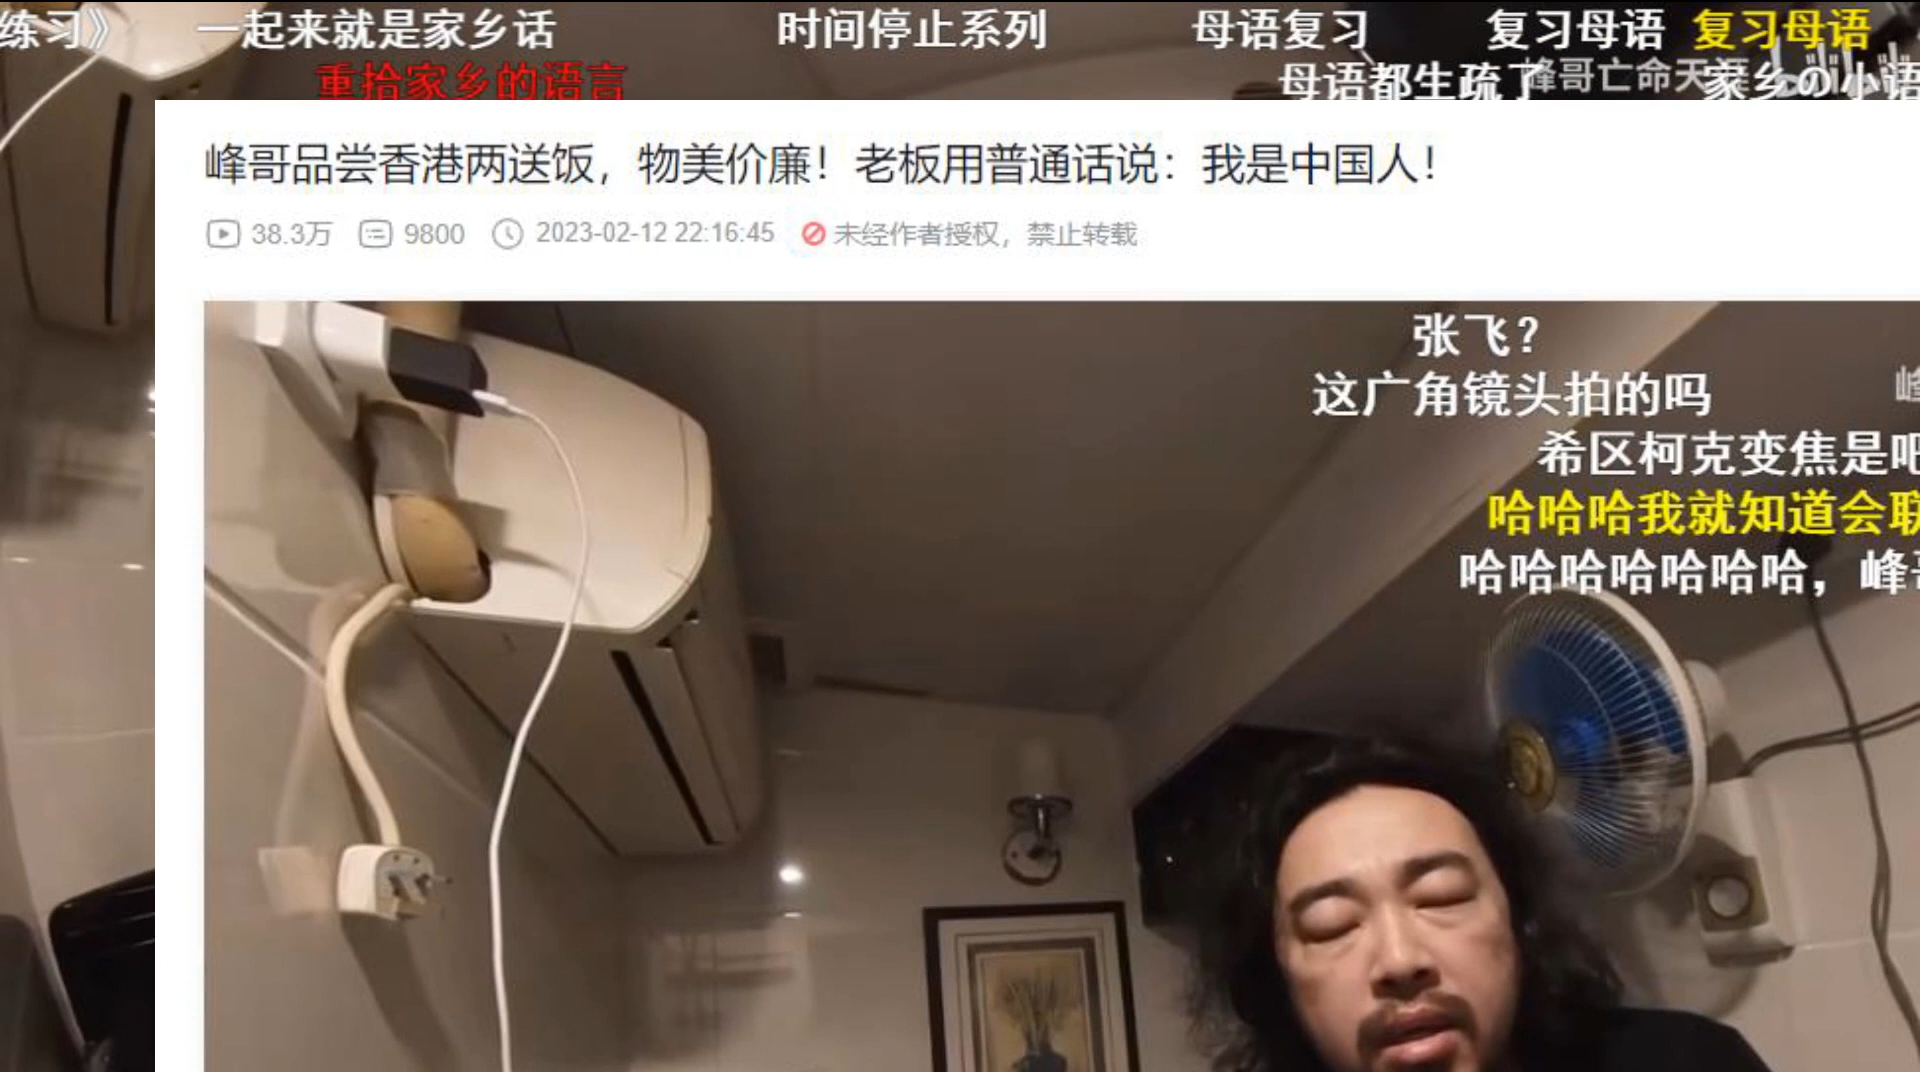 练习》 一起来就是家乡话 时间停止系列 母语复习 复习母语 复习母语
重拾家乡的语言 母语都生疏了 峰哥亡命天涯 家乡の小语
峰哥品尝香港两送饭，物美价廉！老板用普通话说：我是中国人！
38.3万 9800 2023-02-12 22:16:45 未经作者授权，禁止转载
张飞？
这广角镜头拍的吗 峰
希区柯克变焦是吧
哈哈哈我就知道会联
哈哈哈哈哈哈哈，峰哥